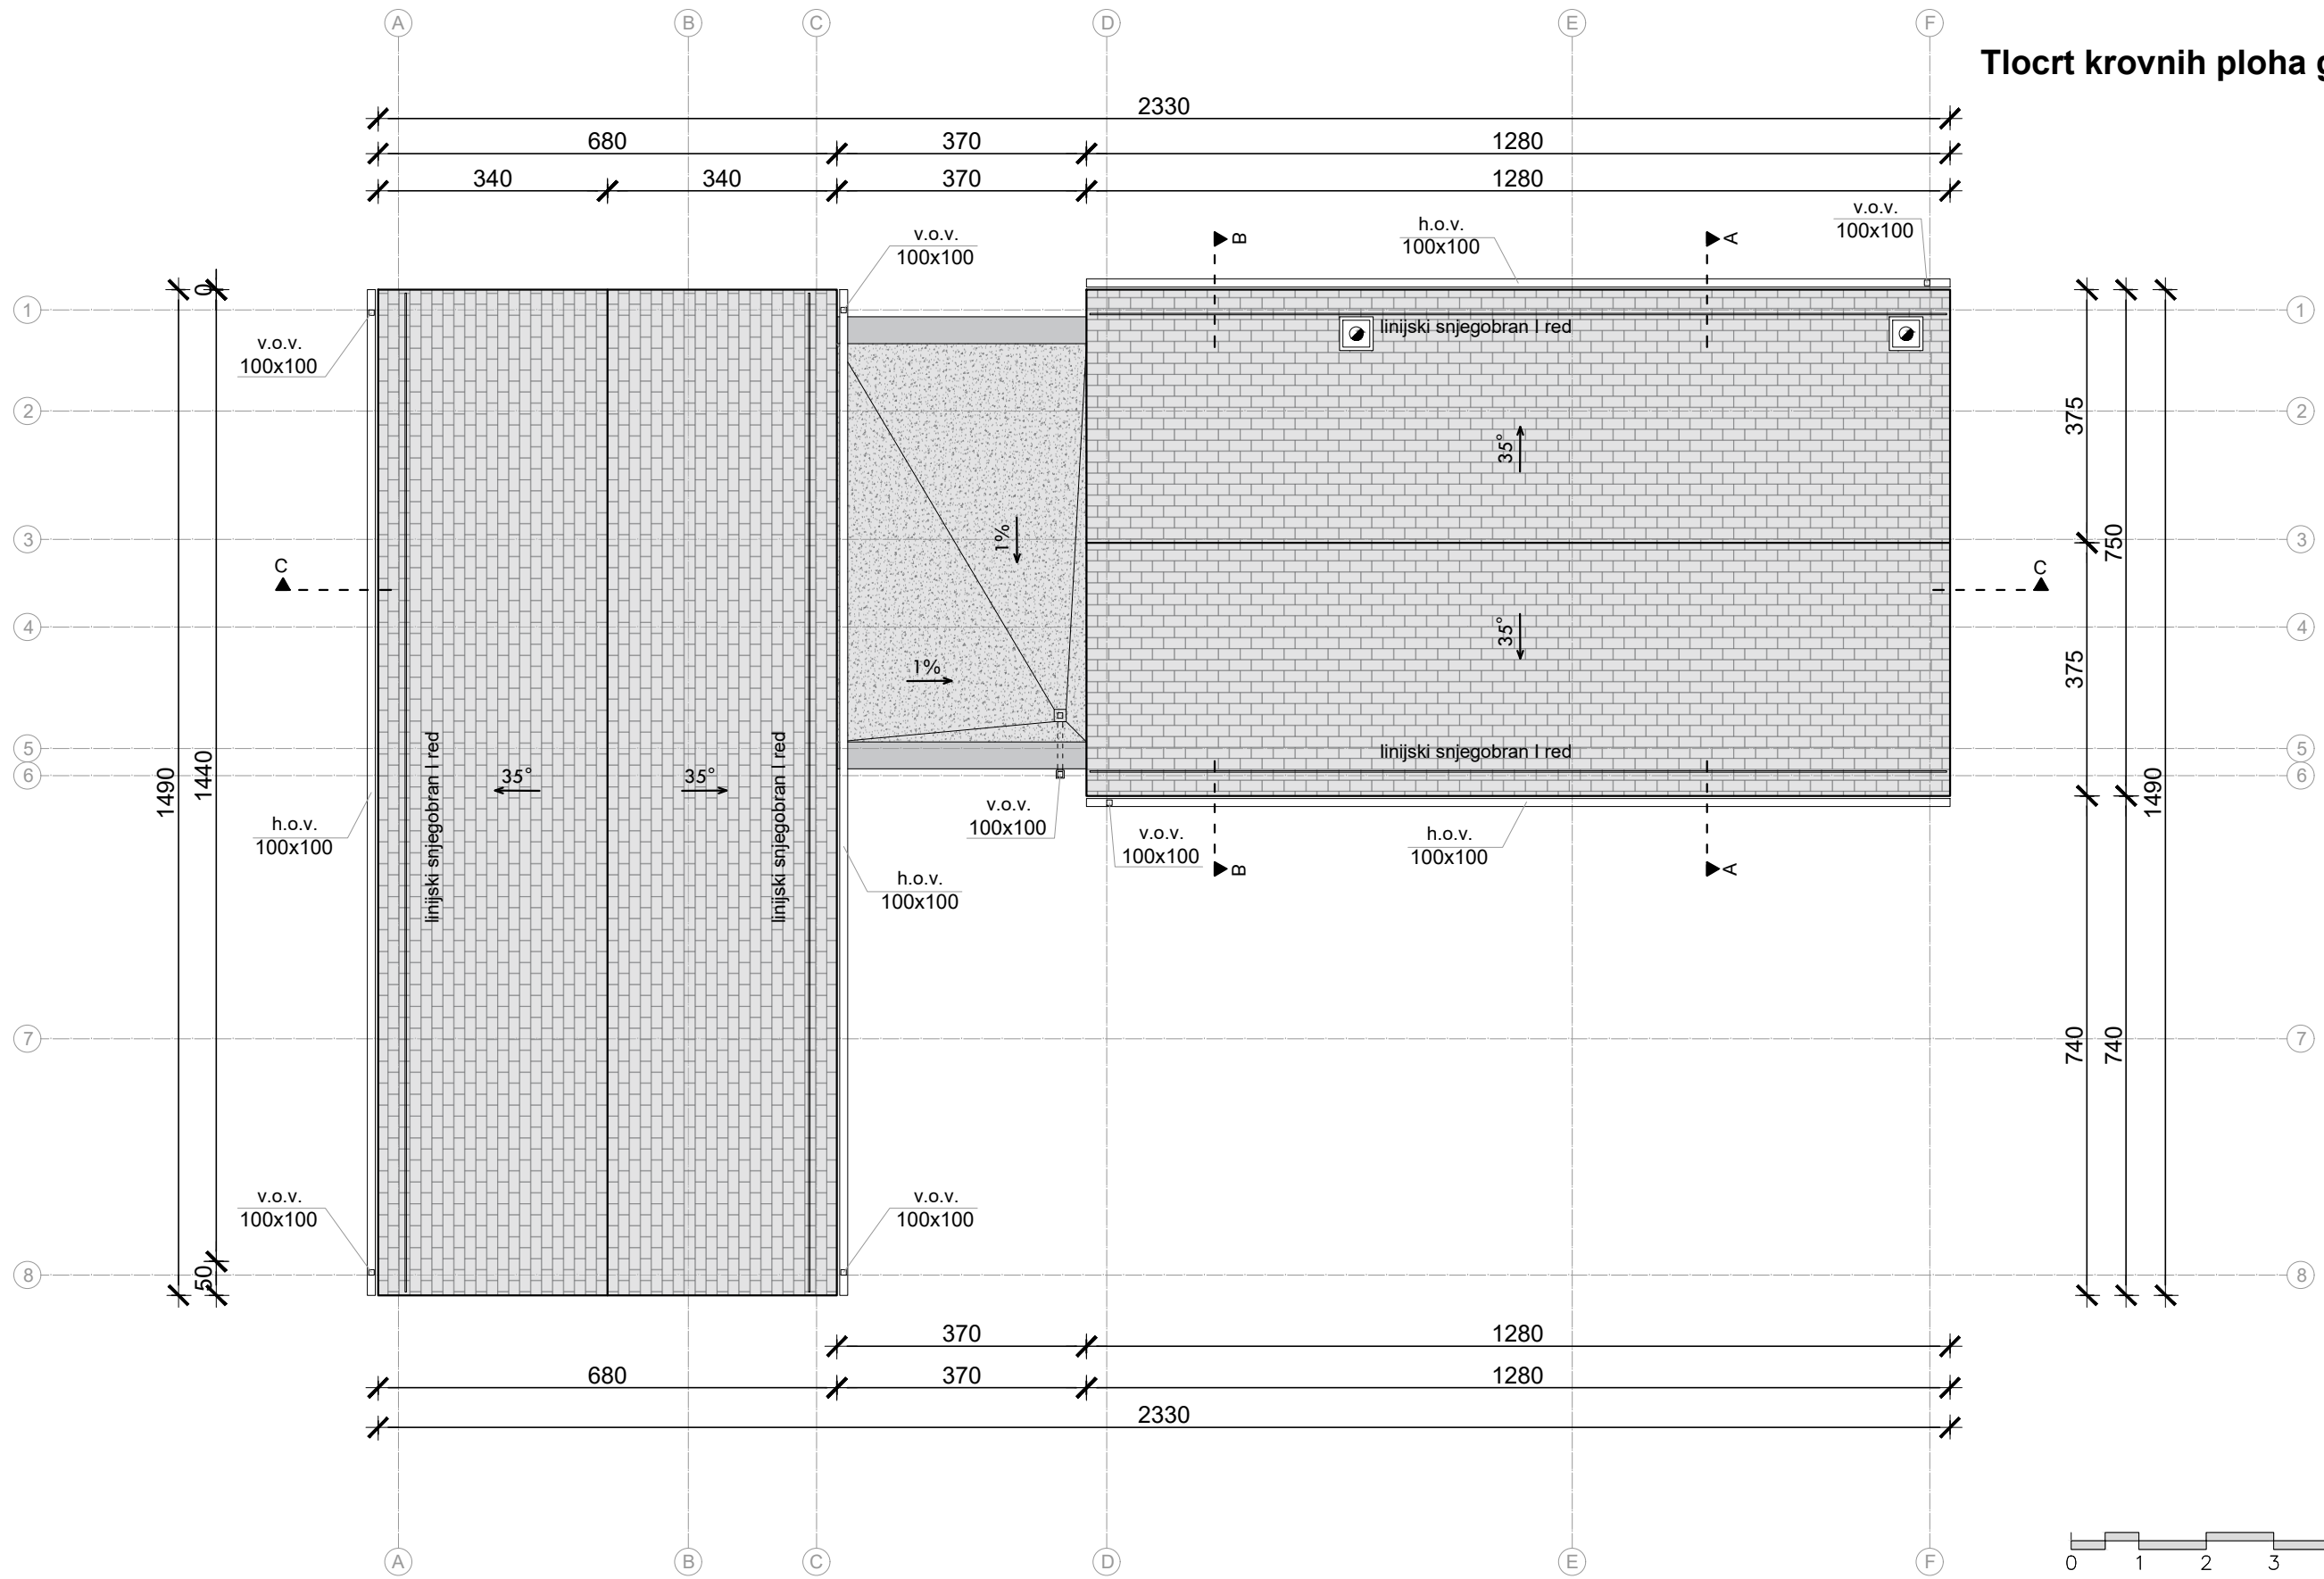 A B C D E F
Tlocrt krovnih ploha
2330
680 370 1280
340 340 370 1280
v.o.v.
100x100
h.o.v.
100x100
v.o.v.
100x100
B A
0
1 1
v.o.v.
100x100
linijski snjegobran I red
2 2
375
35°
3 3
1%
750
C C
4 4
35°
375
1%
5 5
linijski snjegobran I red
6 6
1490
1440
35° 35°
1490
linijski snjegobran I red
linijski snjegobran I red
h.o.v.
100x100
v.o.v.
100x100
v.o.v.
100x100
h.o.v.
100x100
B A
h.o.v.
100x100
7 7
740 740
v.o.v.
100x100
v.o.v.
100x100
8 8
50
370 1280
680 370 1280
2330
A B C D E F
0 1 2 3